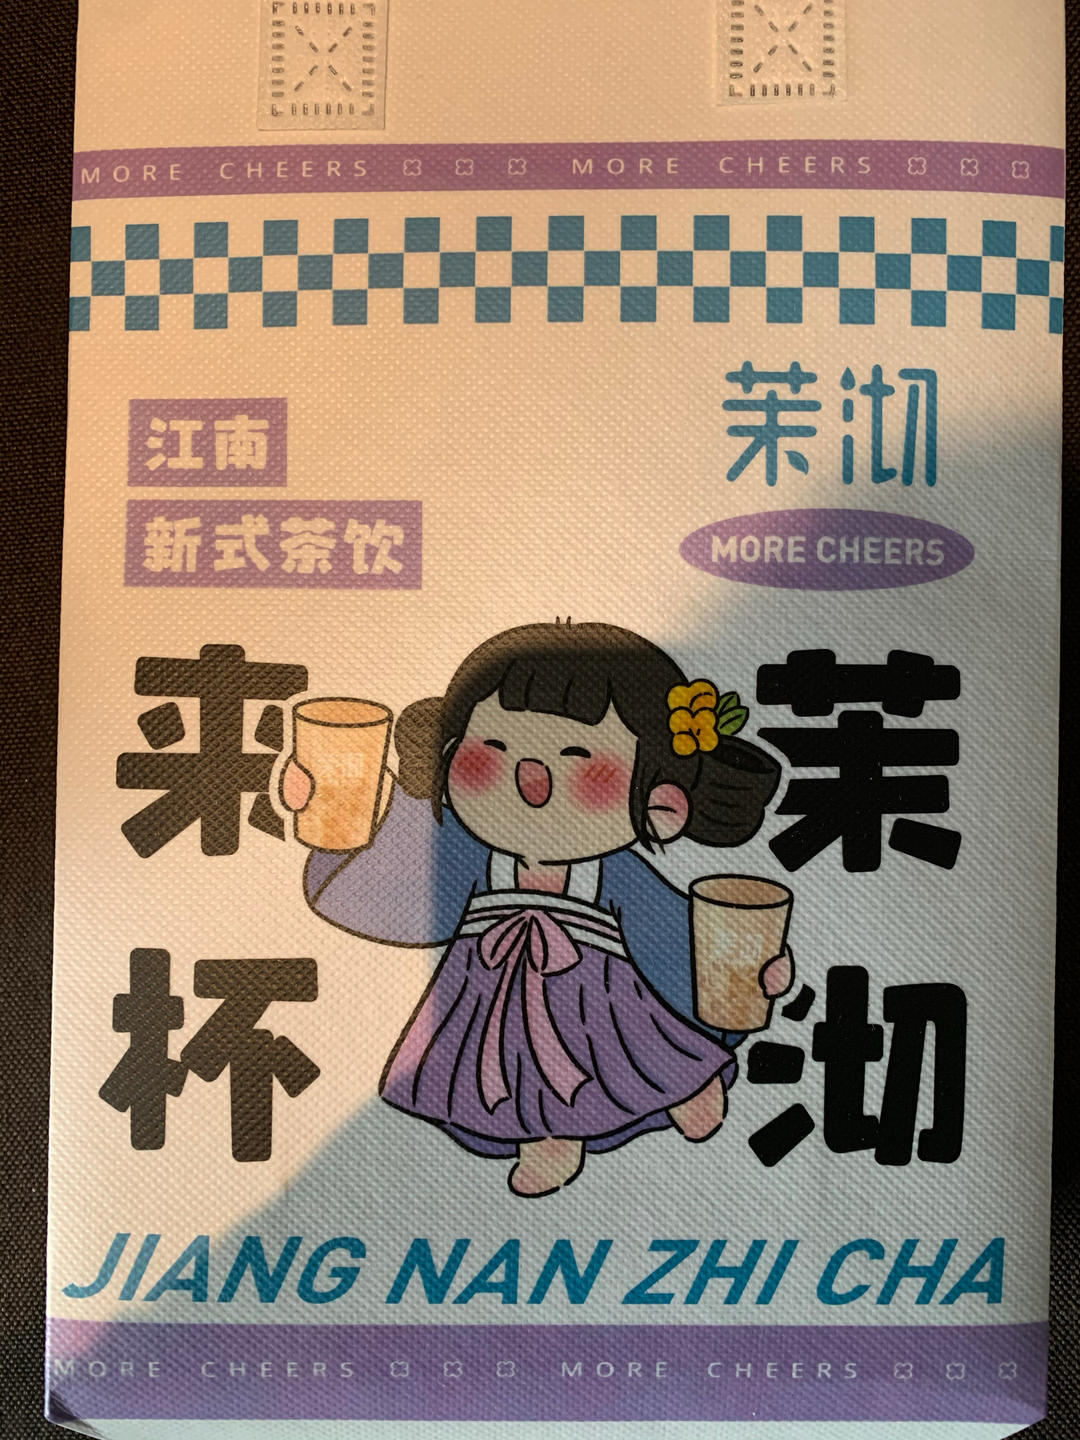 MORE CHEERS MORE CHEERS
茉沏
江南
新式茶饮
MORE CHEERS
来 茉
杯 沏
JIANG NAN ZHI CHA
MORE CHEERS MORE CHEERS